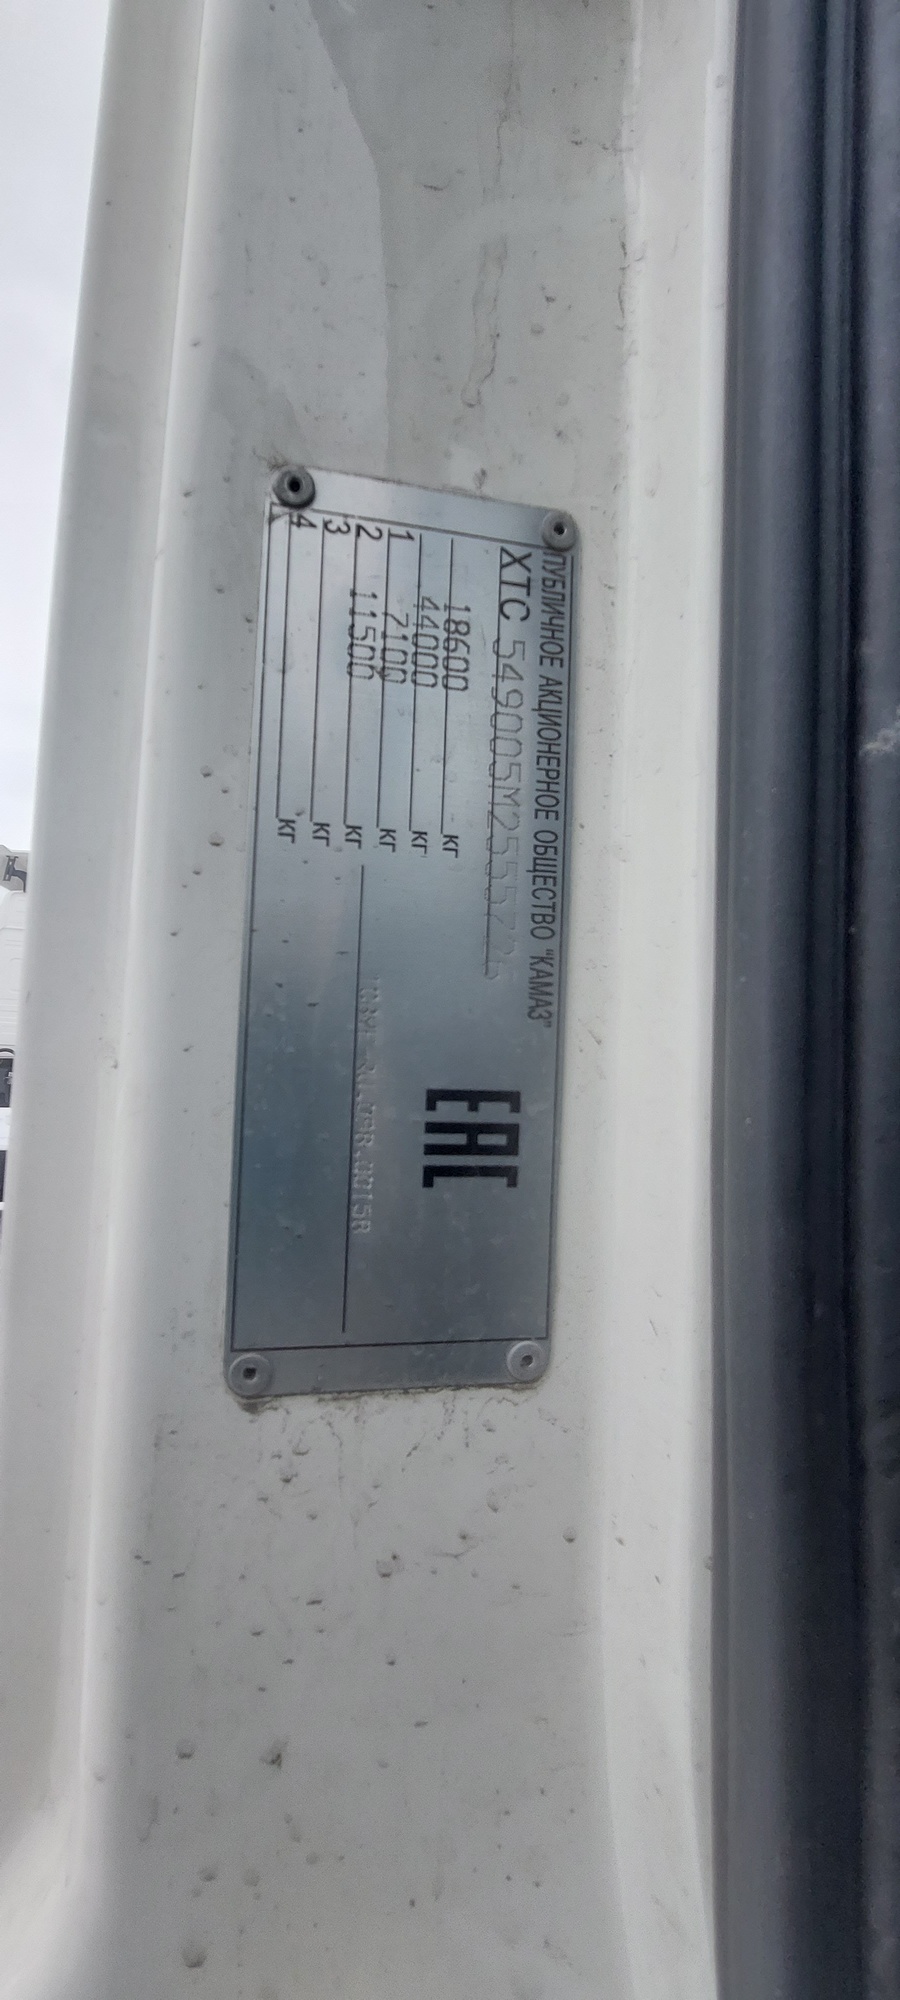 ПУБЛИЧНОЕ АКЦИОНЕРНОЕ ОБЩЕСТВО "КАМАЗ"
XTC 549005M2555726
18600 кг
44000 кг
1 7100 кг
2 11500 кг
3 кг
4 кг
EAC